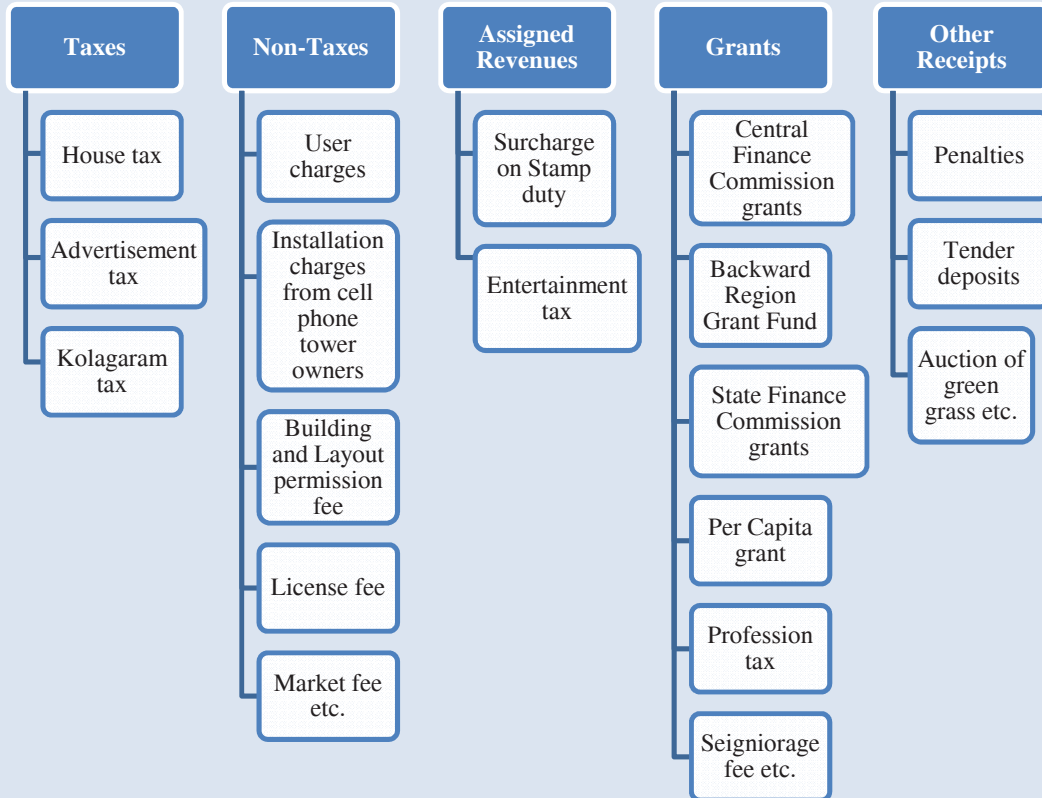 Taxes
House tax
Advertisement
tax
Kolagaram
tax
Non-Taxes
User
charges
Installation
charges
from cell
phone
tower
owners
Building
and Layout
permission
fee
License fee
Market fee
etc.
Assigned
Revenues
Surcharge
on Stamp
duty
Entertainment
tax
Grants
Central
Finance
Commission
grants
Backward
Region
Grant Fund
State Finance
Commission
grants
Per Capita
grant
Profession
tax
Seigniorage
fee etc.
Other
Receipts
Penalties
Tender
deposits
Auction of
green
grass etc.